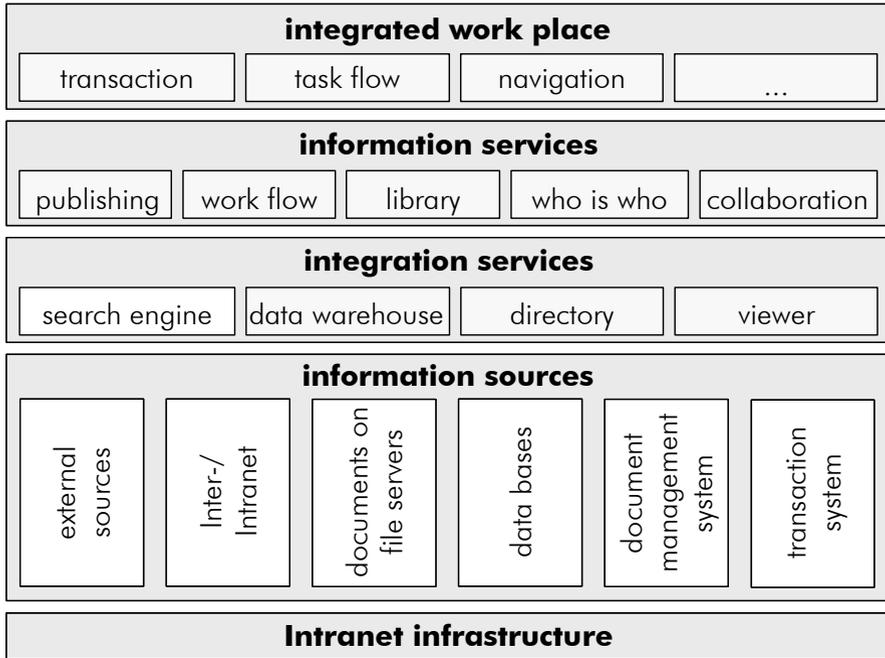 integrated work place
transaction
task flow
navigation
...
information services
publishing
work flow
library
who is who
collaboration
integration services
search engine
data warehouse
directory
viewer
information sources
external
sources
Inter-/
Intranet
documents on
file servers
data bases
document
management
system
transaction
system
Intranet infrastructure